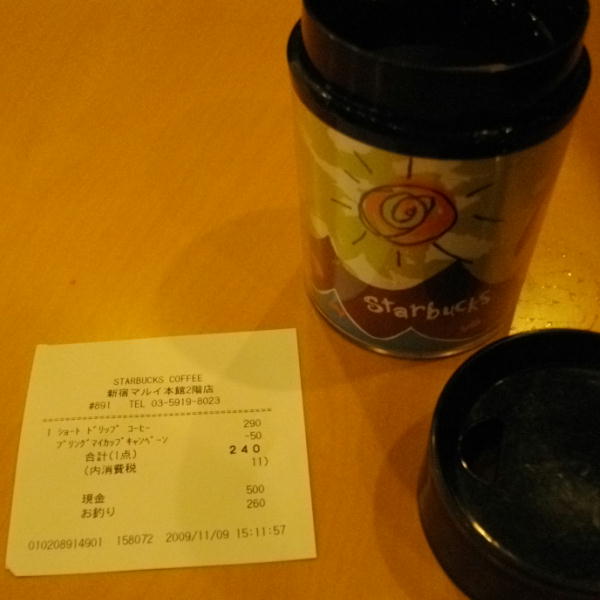 Starbucks
STARBUCKS COFFEE
新宿マルイ本館2階店
#891 TEL 03-5919-8023
1 ショート ドリップ コーヒー 290
ブリングマイカップキャンペーン -50
合計(1点) 240
(内消費税 11)
現金 500
お釣り 260
010208914901 158072 2009/11/09 15:11:57